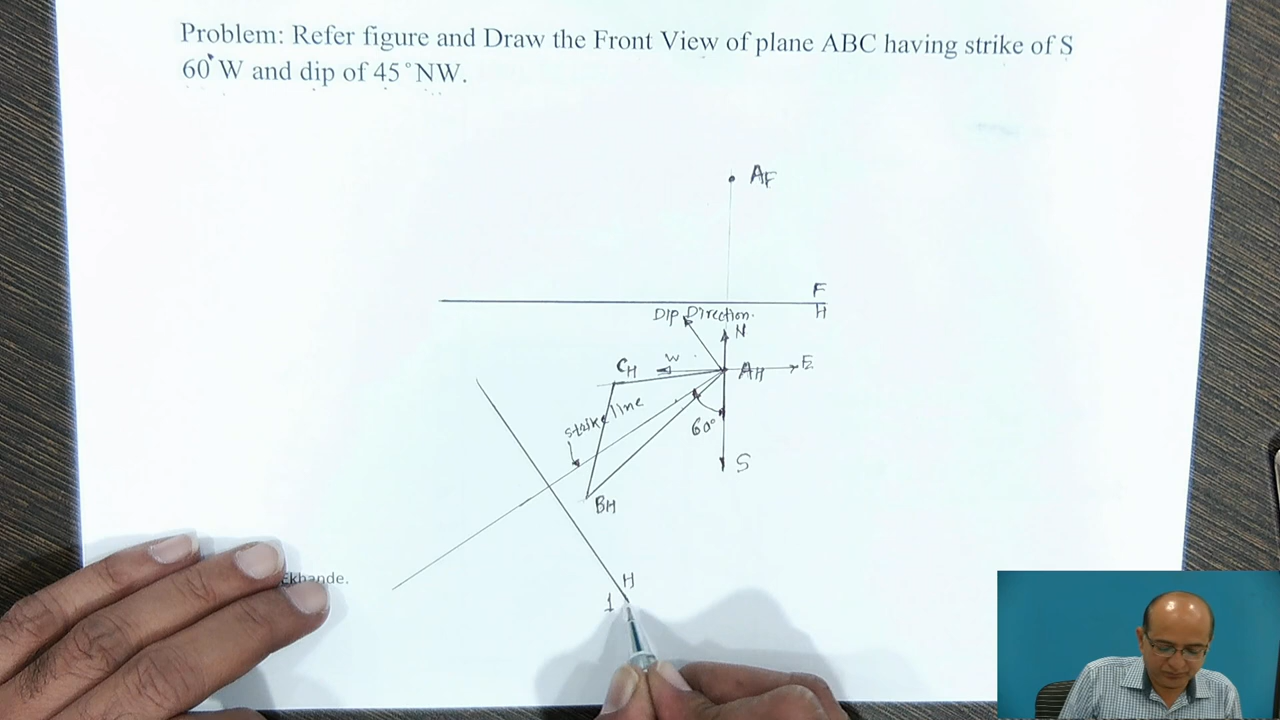 Problem: Refer figure and Draw the Front View of plane ABC having strike of S
60°W and dip of 45°NW.
AF
F
H
Dip Direction.
N
W
E
CH
AH
strike line
60°
S
BH
H
1
Ekhande.